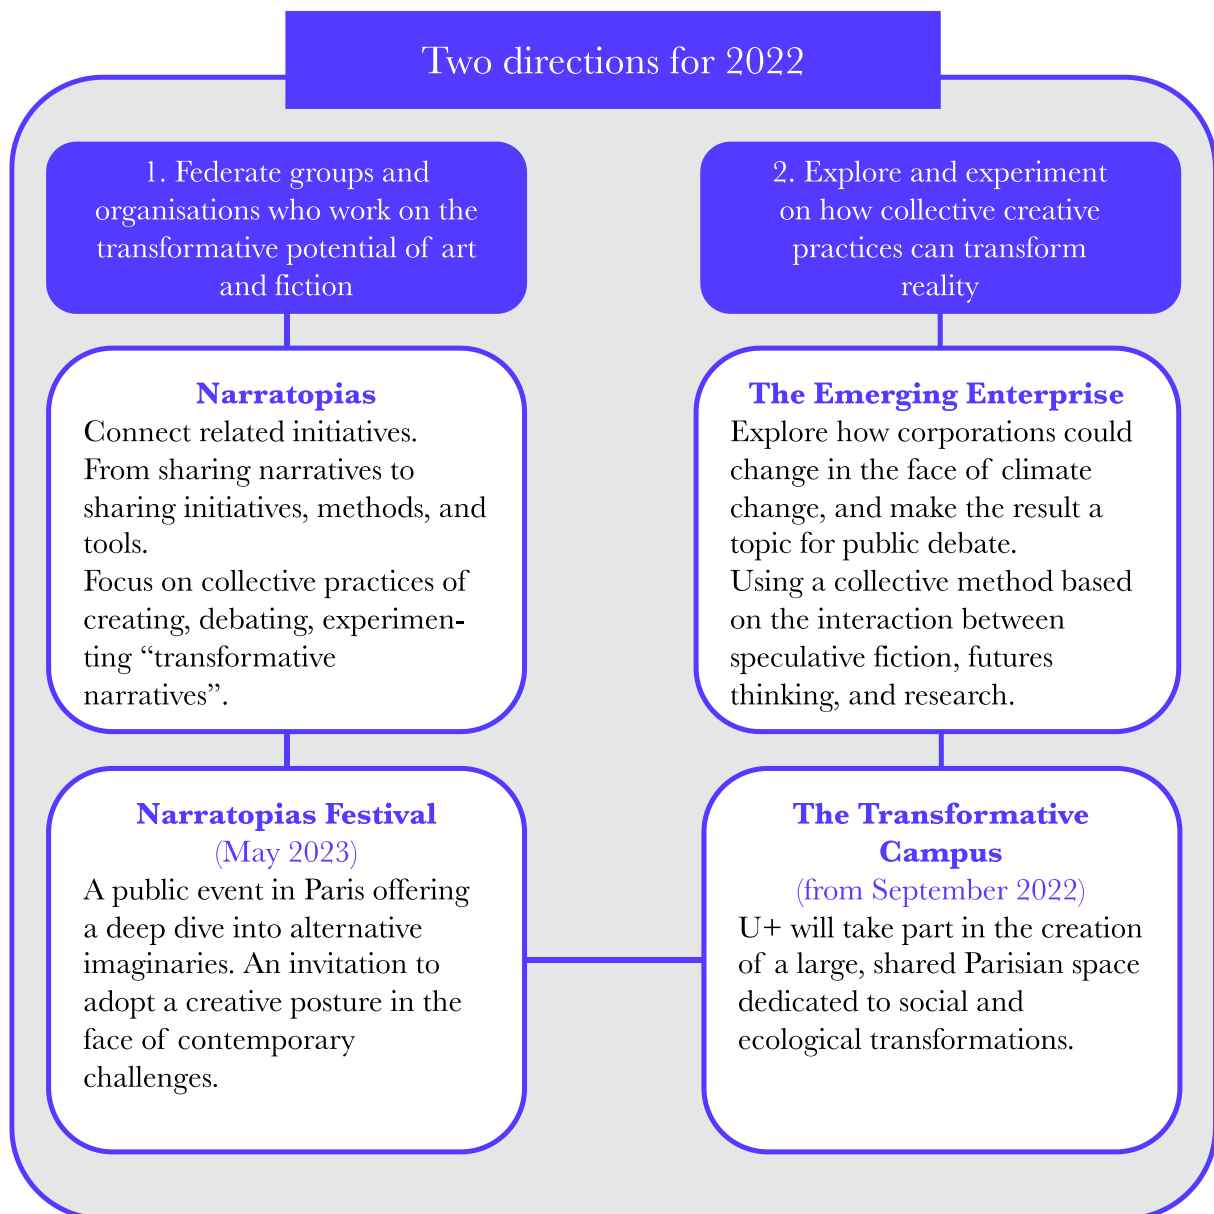 Two directions for 2022
1. Federate groups and
organisations who work on the
transformative potential of art
and fiction
Narratopias
Connect related initiatives.
From sharing narratives to
sharing initiatives, methods, and
tools.
Focus on collective practices of
creating, debating, experimen-
ting “transformative
narratives”.
Narratopias Festival
(May 2023)
A public event in Paris offering
a deep dive into alternative
imaginaries. An invitation to
adopt a creative posture in the
face of contemporary
challenges.
2. Explore and experiment
on how collective creative
practices can transform
reality
The Emerging Enterprise
Explore how corporations could
change in the face of climate
change, and make the result a
topic for public debate.
Using a collective method based
on the interaction between
speculative fiction, futures
thinking, and research.
The Transformative
Campus
(from September 2022)
U+ will take part in the creation
of a large, shared Parisian space
dedicated to social and
ecological transformations.